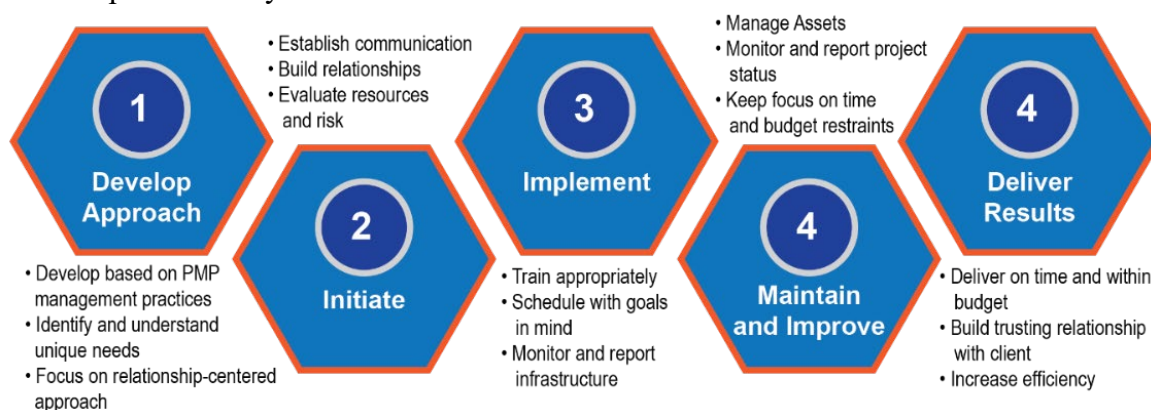 1
Develop
Approach
• Develop based on PMP
management practices
• Identify and understand
unique needs
• Focus on relationship-centered
approach
• Establish communication
• Build relationships
• Evaluate resources
and risk
2
Initiate
3
Implement
• Train appropriately
• Schedule with goals
in mind
• Monitor and report
infrastructure
• Manage Assets
• Monitor and report project
status
• Keep focus on time
and budget restraints
4
Maintain
and Improve
4
Deliver
Results
• Deliver on time and within
budget
• Build trusting relationship
with client
• Increase efficiency